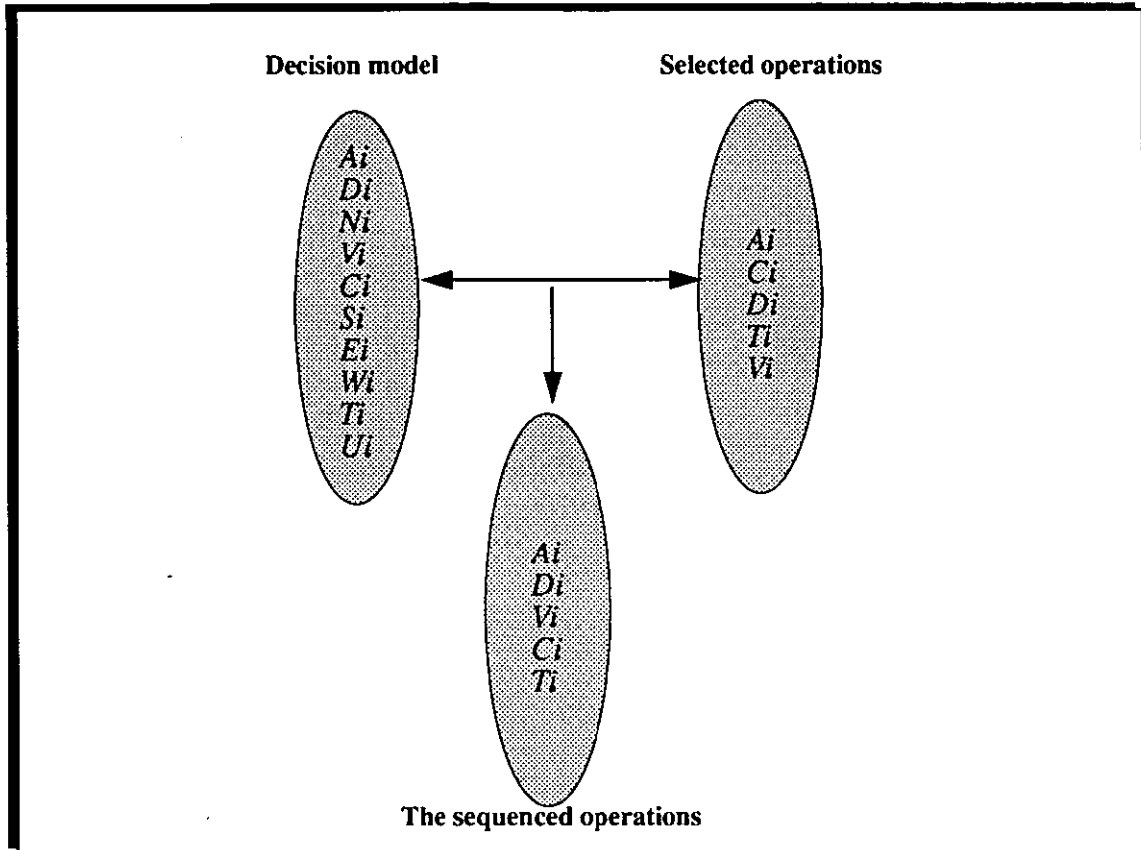 Decision model
Selected operations
Ai
Di
Ni
Vi
Ci
Si
Ei
Wi
Ti
Ui
Ai
Ci
Di
Ti
Vi
Ai
Di
Vi
Ci
Ti
The sequenced operations